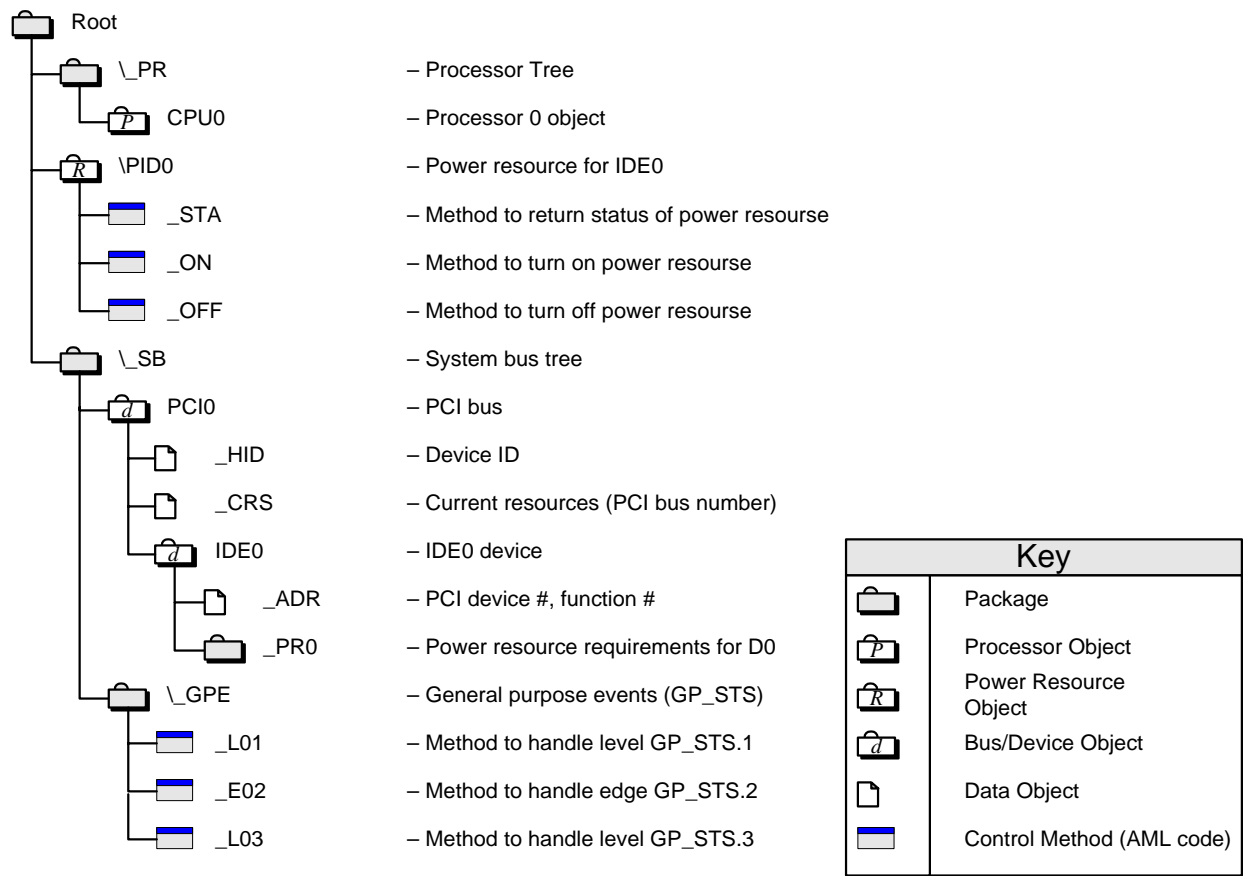 Root
\_PR – Processor Tree
P CPU0 – Processor 0 object
R \PID0 – Power resource for IDE0
_STA – Method to return status of power resourse
_ON – Method to turn on power resourse
_OFF – Method to turn off power resourse
\_SB – System bus tree
d PCI0 – PCI bus
_HID – Device ID
_CRS – Current resources (PCI bus number)
d IDE0 – IDE0 device
_ADR – PCI device #, function #
_PR0 – Power resource requirements for D0
\_GPE – General purpose events (GP_STS)
_L01 – Method to handle level GP_STS.1
_E02 – Method to handle edge GP_STS.2
_L03 – Method to handle level GP_STS.3
Key
Package
P Processor Object
R Power Resource
Object
d Bus/Device Object
Data Object
Control Method (AML code)